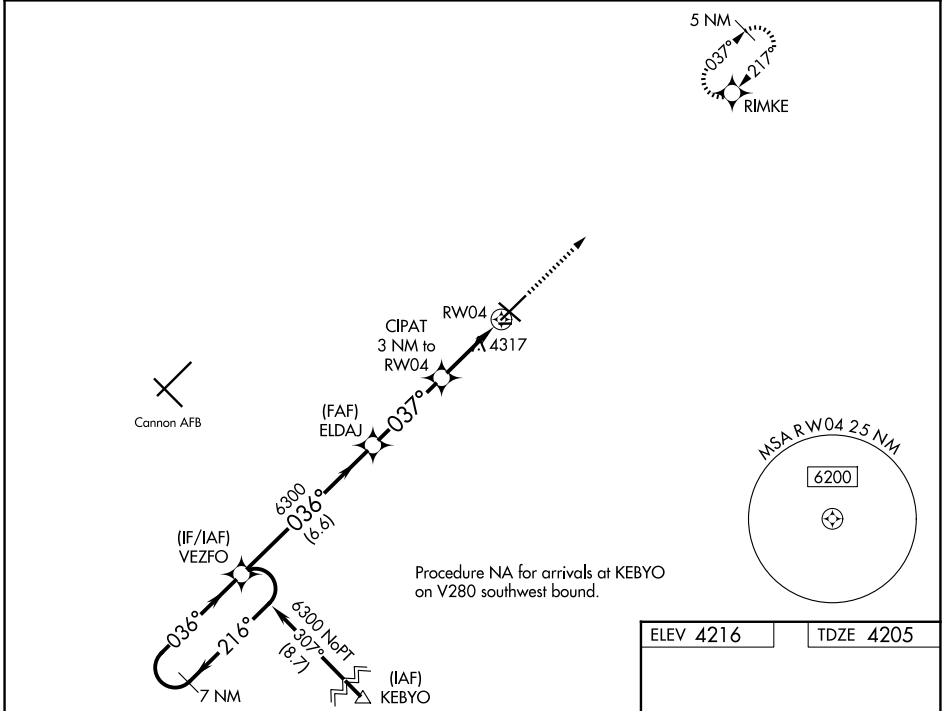 5 NM
037°
217°
RIMKE
RW04
CIPAT
3 NM to
RW04
4317
Cannon AFB
(FAF)
ELDAJ
037°
6300
036°
(6.6)
(IF/IAF)
VEZFO
MSA RW04 25 NM
6200
Procedure NA for arrivals at KEBYO
on V280 southwest bound.
036°
216°
7 NM
6300 NoPT
307°
(8.7)
(IAF)
KEBYO
ELEV 4216
TDZE 4205